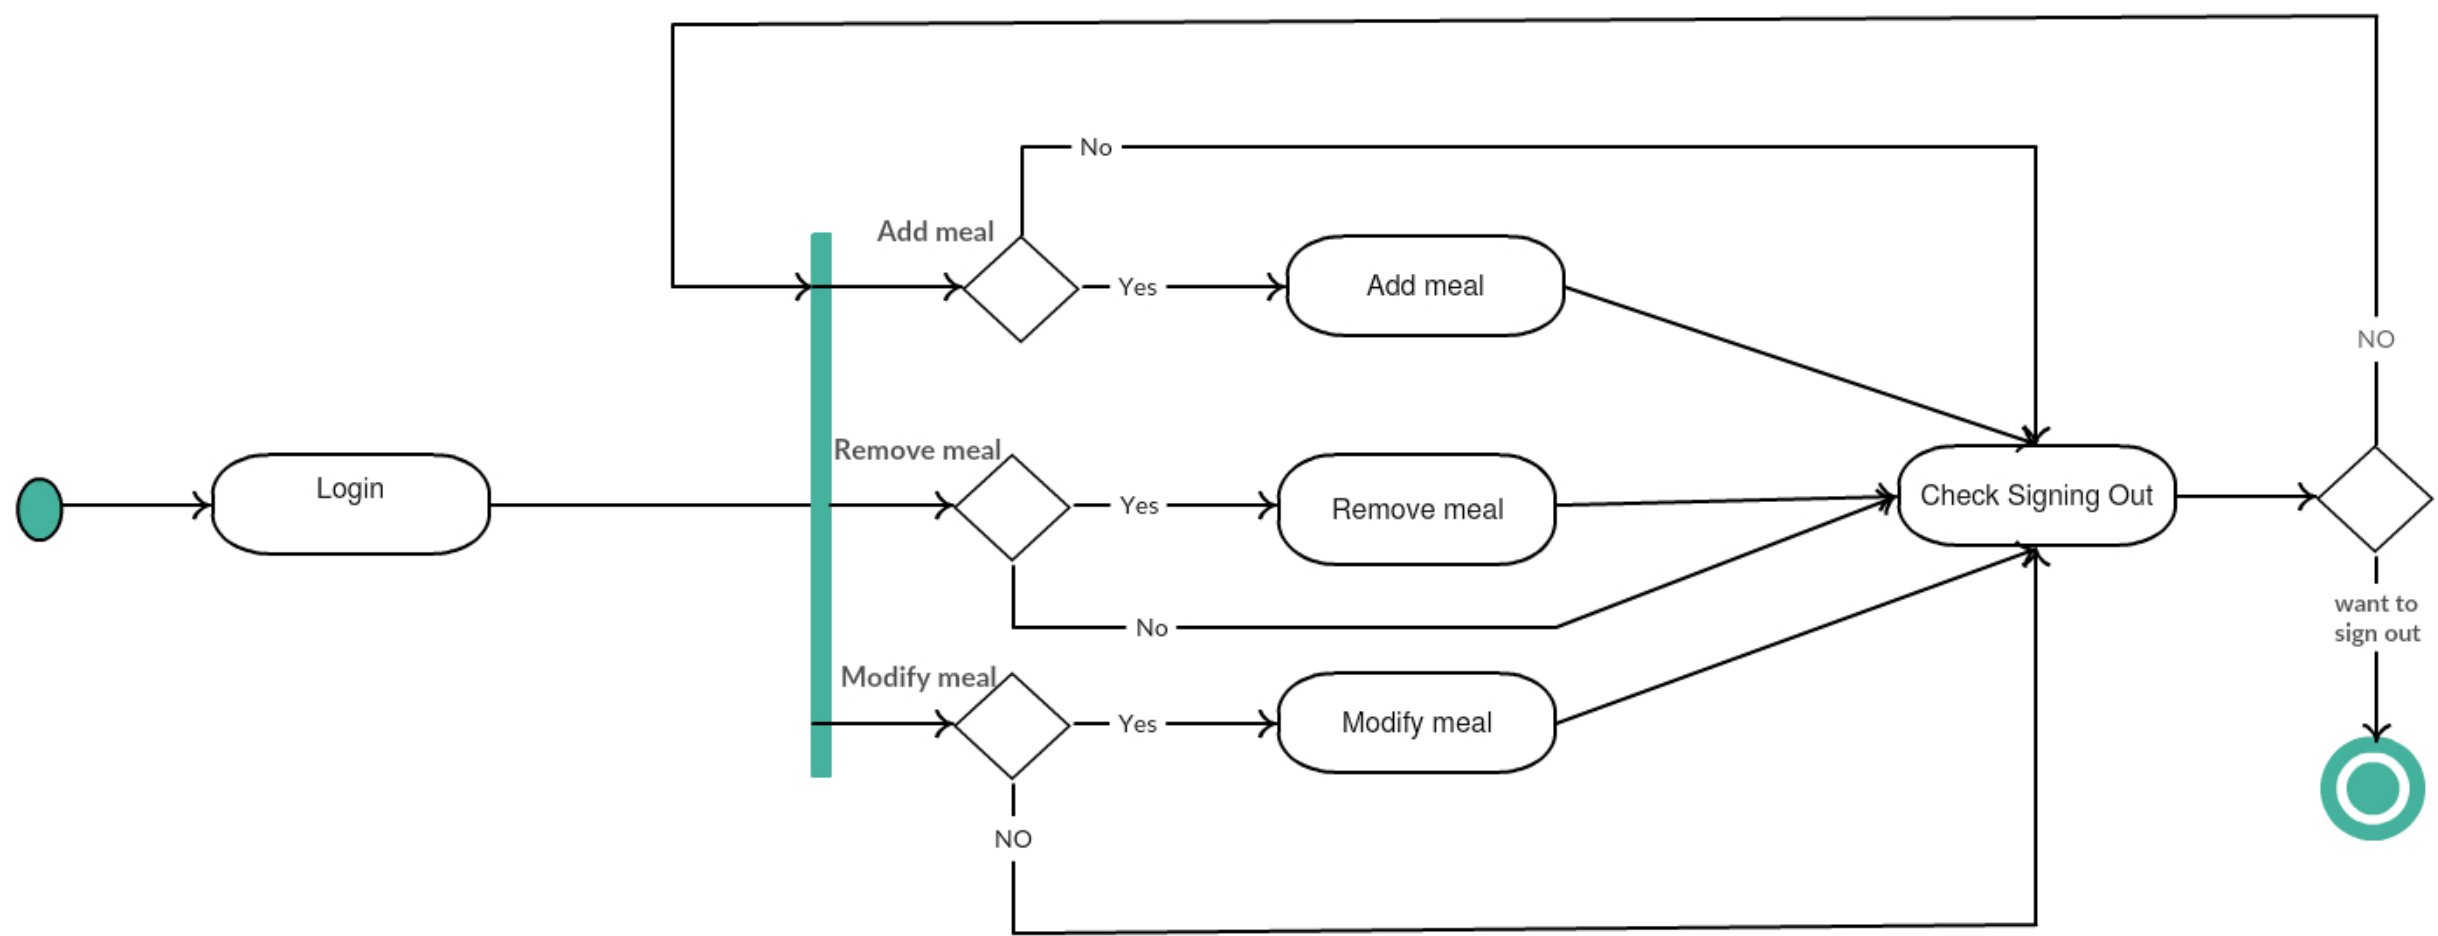 No
Add meal
Yes
Add meal
NO
Login
Remove meal
Yes
Remove meal
Check Signing Out
No
want to
sign out
Modify meal
Yes
Modify meal
NO